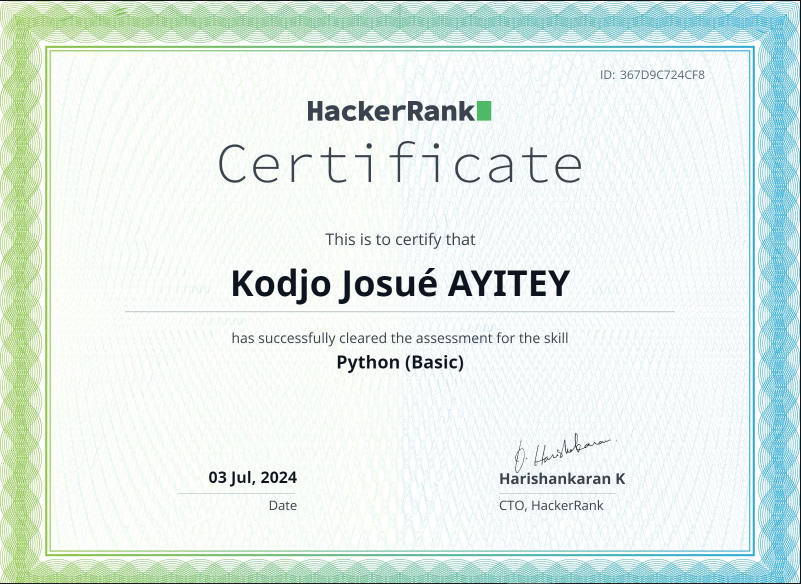 ID: 367D9C724CF8
HackerRank
Certificate
This is to certify that
Kodjo Josué AYITEY
has successfully cleared the assessment for the skill
Python (Basic)
03 Jul, 2024
Date
Harishankaran K
CTO, HackerRank